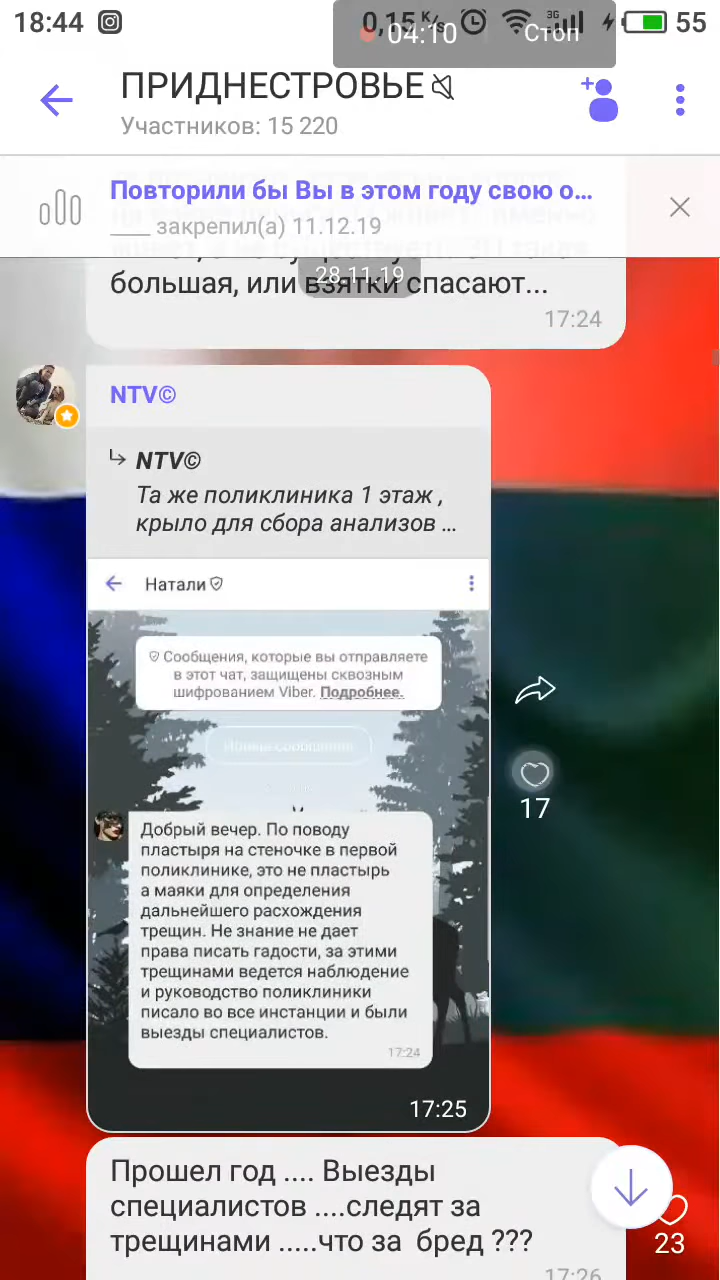 18:44
0,15 K/s
3G
55
04:10
Стоп
ПРИДНЕСТРОВЬЕ
Участников: 15 220
Повторили бы Вы в этом году свою о...
закрепил(а) 11.12.19
28.11.19
большая, или взятки спасают...
17:24
NTV©
NTV©
Та же поликлиника 1 этаж ,
крыло для сбора анализов ...
Натали
Сообщения, которые вы отправляете
в этот чат, защищены сквозным
шифрованием Viber. Подробнее.
Добрый вечер. По поводу
пластыря на стеночке в первой
поликлинике, это не пластырь
а маяки для определения
дальнейшего расхождения
трещин. Не знание не дает
права писать гадости, за этими
трещинами ведется наблюдение
и руководство поликлиники
писало во все инстанции и были
выезды специалистов.
17:24
17:25
17
Прошел год .... Выезды
специалистов ....следят за
трещинами .....что за бред ???
17:26
23